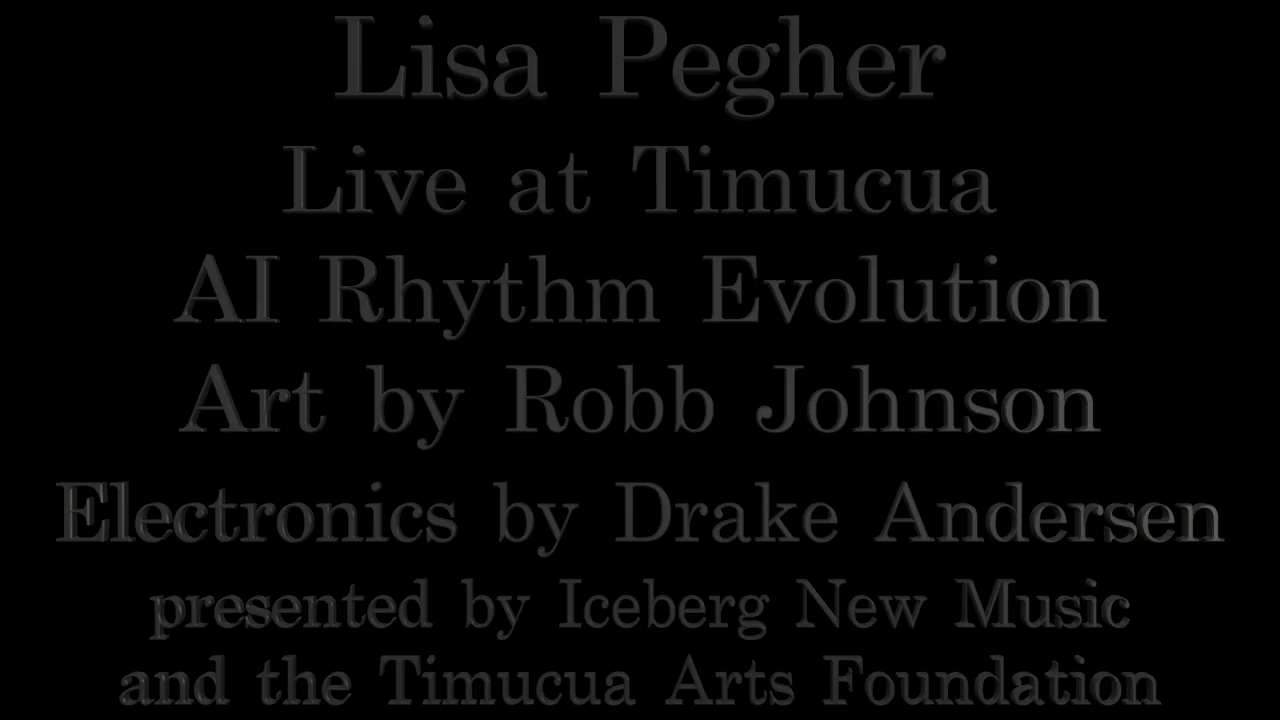 Lisa Pegher
Live at Timucua
AI Rhythm Evolution
Art by Robb Johnson
Electronics by Drake Andersen
presented by Iceberg New Music
and the Timucua Arts Foundation